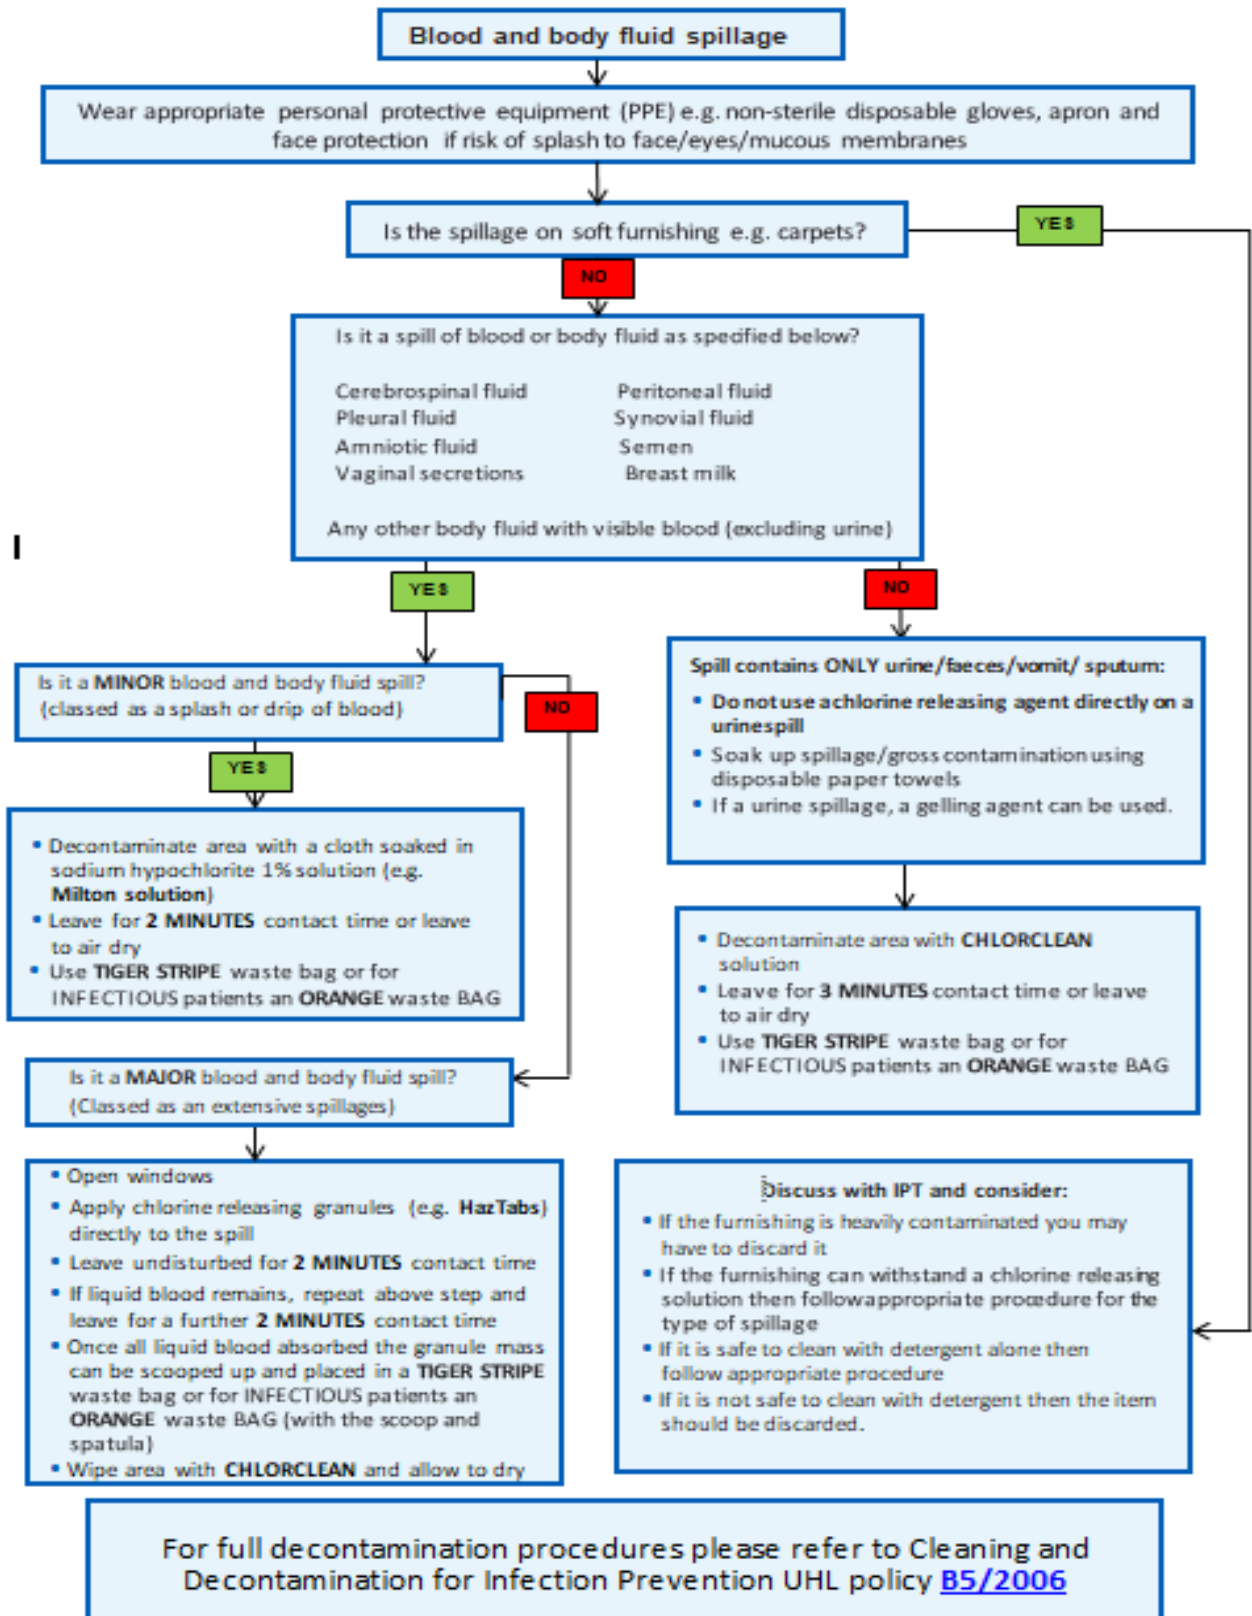 Blood and body fluid spillage
Wear appropriate personal protective equipment (PPE) e.g. non-sterile disposable gloves, apron and
face protection if risk of splash to face/eyes/mucous membranes
Is the spillage on soft furnishing e.g. carpets?
YES
NO
Is it a spill of blood or body fluid as specified below?
Cerebrospinal fluid Peritoneal fluid
Pleural fluid Synovial fluid
Amniotic fluid Semen
Vaginal secretions Breast milk
Any other body fluid with visible blood (excluding urine)
I
YES
NO
Is it a MINOR blood and body fluid spill?
(classed as a splash or drip of blood)
NO
YES
• Decontaminate area with a cloth soaked in
sodium hypochlorite 1% solution (e.g.
Milton solution)
• Leave for 2 MINUTES contact time or leave
to air dry
• Use TIGER STRIPE waste bag or for
INFECTIOUS patients an ORANGE waste BAG
Spill contains ONLY urine/faeces/vomit/ sputum:
• Do not use a chlorine releasing agent directly on a
urine spill
• Soak up spillage/gross contamination using
disposable paper towels
• If a urine spillage, a gelling agent can be used.
• Decontaminate area with CHLORCLEAN
solution
• Leave for 3 MINUTES contact time or leave
to air dry
• Use TIGER STRIPE waste bag or for
INFECTIOUS patients an ORANGE waste BAG
Is it a MAJOR blood and body fluid spill?
(Classed as an extensive spillages)
• Open windows
• Apply chlorine releasing granules (e.g. HazTabs)
directly to the spill
• Leave undisturbed for 2 MINUTES contact time
• If liquid blood remains, repeat above step and
leave for a further 2 MINUTES contact time
• Once all liquid blood absorbed the granule mass
can be scooped up and placed in a TIGER STRIPE
waste bag or for INFECTIOUS patients an
ORANGE waste BAG (with the scoop and
spatula)
• Wipe area with CHLORCLEAN and allow to dry
Discuss with IPT and consider:
• If the furnishing is heavily contaminated you may
have to discard it
• If the furnishing can withstand a chlorine releasing
solution then follow appropriate procedure for the
type of spillage
• If it is safe to clean with detergent alone then
follow appropriate procedure
• If it is not safe to clean with detergent then the item
should be discarded.
For full decontamination procedures please refer to Cleaning and
Decontamination for Infection Prevention UHL policy B5/2006